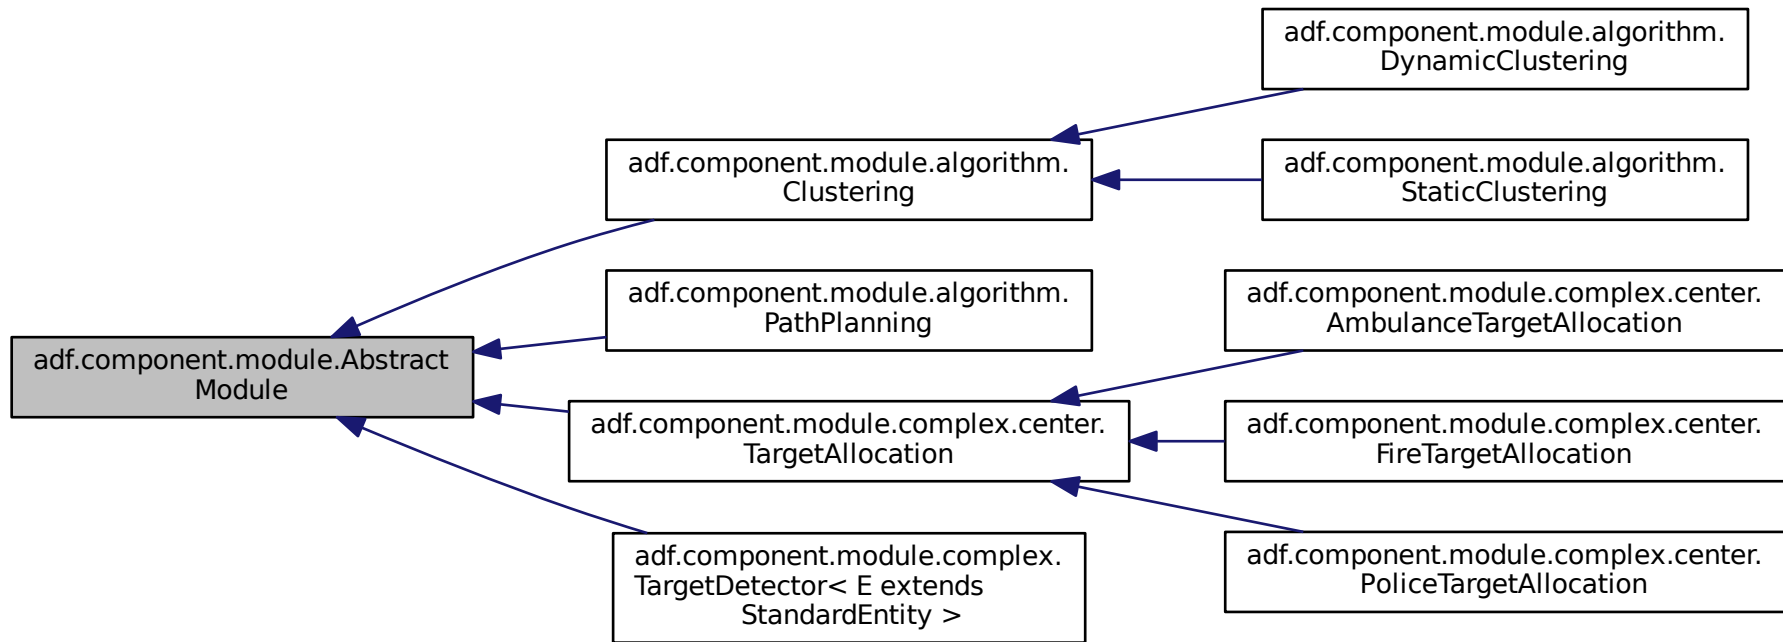 adf.component.module.Abstract
Module
adf.component.module.algorithm.
Clustering
adf.component.module.algorithm.
PathPlanning
adf.component.module.complex.center.
TargetAllocation
adf.component.module.complex.
TargetDetector< E extends
StandardEntity >
adf.component.module.algorithm.
DynamicClustering
adf.component.module.algorithm.
StaticClustering
adf.component.module.complex.center.
AmbulanceTargetAllocation
adf.component.module.complex.center.
FireTargetAllocation
adf.component.module.complex.center.
PoliceTargetAllocation